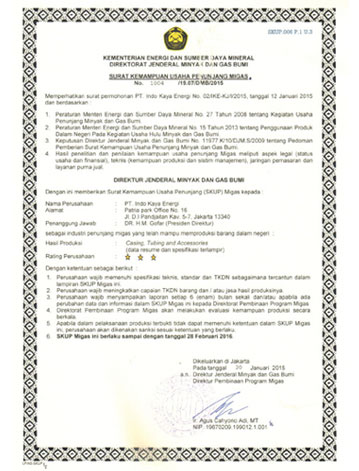 SKUP.008 P 1 U.3
KEMENTERIAN ENERGI DAN SUMBER DAYA MINERAL
DIREKTORAT JENDERAL MINYAK DAN GAS BUMI
SURAT KEMAMPUAN USAHA PENUNJANG MIGAS
No. 1004 /19.07/DMB/2015
Memperhatikan surat permohonan PT. Indo Kaya Energi No. 02/IKE-KJ/I/2015, tanggal 12 Januari 2015
dan berdasarkan :
1. Peraturan Menteri Energi dan Sumber Daya Mineral No. 27 Tahun 2008 tentang Kegiatan Usaha
Penunjang Minyak dan Gas Bumi.
2. Peraturan Menteri Energi dan Sumber Daya Mineral No. 15 Tahun 2013 tentang Penggunaan Produk
Dalam Negeri Pada Kegiatan Usaha Hulu Minyak dan Gas Bumi.
3. Keputusan Direktur Jenderal Minyak dan Gas Bumi No. 11977.K/10/DJM.S/2009 tentang Pedoman
Pemberian Surat Kemampuan Usaha Penunjang Minyak dan Gas Bumi.
4. Hasil penelitian dan penilaian kemampuan usaha penunjang Migas meliputi aspek legal (status
usaha dan finansial), teknis (kemampuan produksi dan sistem manajemen), jaringan pemasaran dan
layanan purna jual.
DIREKTUR JENDERAL MINYAK DAN GAS BUMI
Dengan ini memberikan Surat Kemampuan Usaha Penunjang (SKUP) Migas kepada :
Nama Perusahaan : PT. Indo Kaya Energi
Alamat : Patria park Office No. 16
Jl. D.I Pandjaitan Kav. 5-7, Jakarta 13340
Penanggung Jawab : DR. H.M. Gofar (Presiden Direktur)
sebagai industri penunjang migas yang telah mampu memproduksi barang dalam negeri :
Hasil Produksi : Casing, Tubing and Accessories
(data resume dan spesifikasi terlampir)
Rating Perusahaan :
Dengan ketentuan sebagai berikut :
1. Perusahaan wajib memenuhi spesifikasi teknis, standar dan TKDN sebagaimana tercantum dalam
lampiran SKUP Migas ini.
2. Perusahaan wajib meningkatkan capaian TKDN barang dan / atau jasa hasil produksinya.
3. Perusahaan wajib menyampaikan laporan setiap 6 (enam) bulan sekali dan/atau apabila ada
perubahan data dan informasi dalam SKUP Migas ini kepada Direktorat Pembinaan Program Migas.
4. Direktorat Pembinaan Program Migas akan melakukan evaluasi kemampuan produksi secara
berkala.
5. Apabila dalam pelaksanaan produksi terbukti tidak dapat memenuhi ketentuan dalam SKUP Migas
ini, perusahaan akan dikenakan sanksi sesuai ketentuan yang berlaku.
6. SKUP Migas ini berlaku sampai dengan tanggal 28 Februari 2016.
Dikeluarkan di Jakarta
Pada tanggal 20 Januari 2015
a.n Direktur Jenderal Minyak dan Gas Bumi
Direktur Pembinaan Program Migas
Ir. Agus Cahyono Adi, MT
NIP. 19670209.199012.1.001